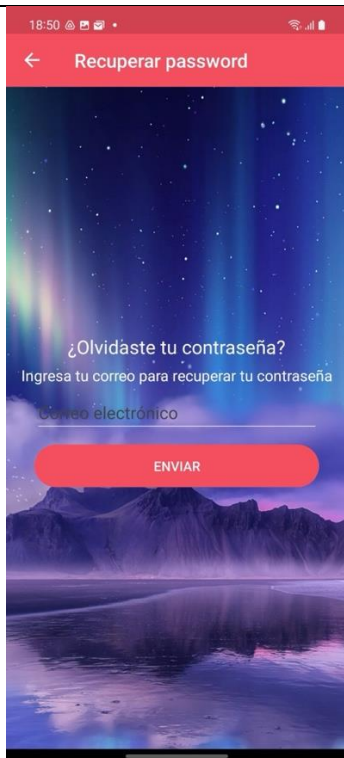 18:50
Recuperar password
¿Olvidaste tu contraseña?
Ingresa tu correo para recuperar tu contraseña
Correo electrónico
ENVIAR